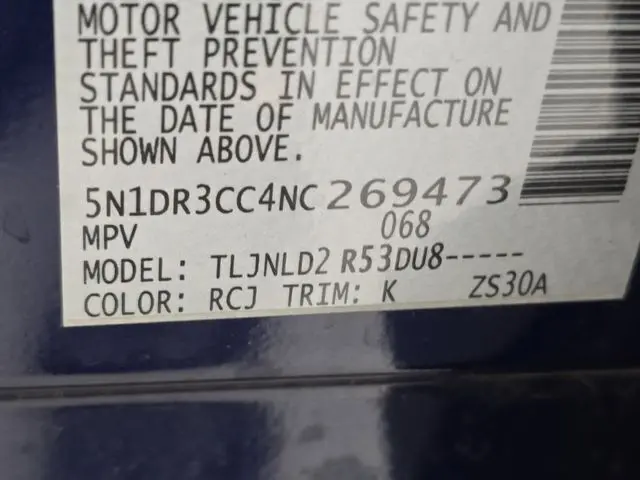 MOTOR VEHICLE SAFETY AND
THEFT PREVENTION
STANDARDS IN EFFECT ON
THE DATE OF MANUFACTURE
SHOWN ABOVE.
5N1DR3CC4NC269473
MPV 068
MODEL: TLJNLD2 R53DU8-----
COLOR: RCJ TRIM: K ZS30A